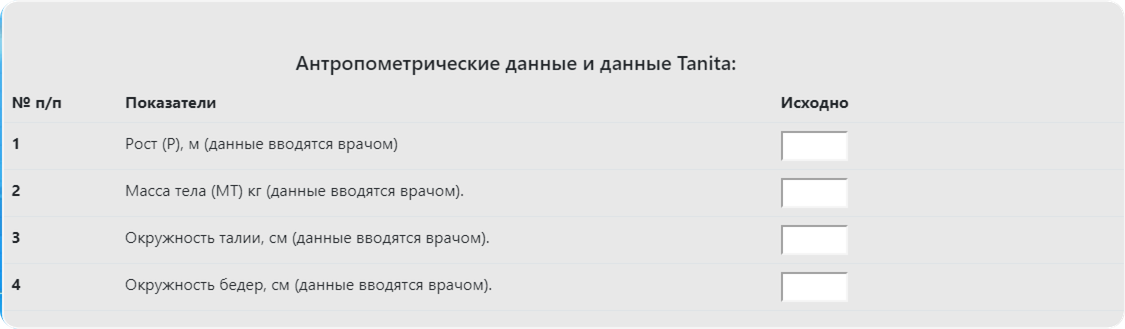 Антропометрические данные и данные Tanita:
№ п/п Показатели Исходно
1 Рост (Р), м (данные вводятся врачом)
2 Масса тела (МТ) кг (данные вводятся врачом).
3 Окружность талии, см (данные вводятся врачом).
4 Окружность бедер, см (данные вводятся врачом).